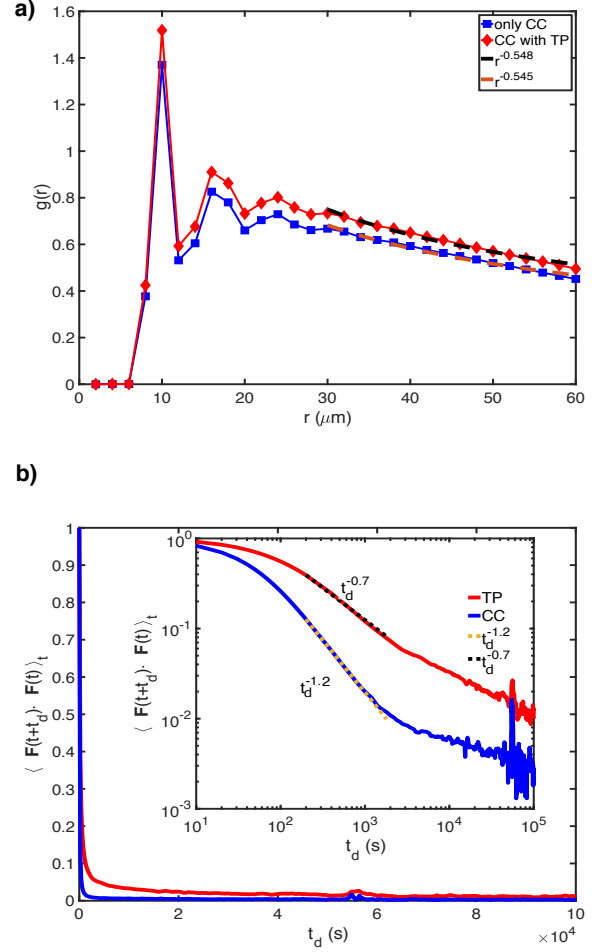 a)
1.6
1.4
1.2
1
0.8
0.6
0.4
0.2
0
g(r)
only CC
CC with TP
r^-0.548
r^-0.545
0 10 20 30 40 50 60
r (μm)
b)
1
0.9
0.8
0.7
0.6
0.5
0.4
0.3
0.2
0.1
0
⟨ F(t+t_d)· F(t) ⟩_t
10^0
10^-1
10^-2
10^-3
⟨ F(t+t_d)· F(t) ⟩_t
t_d^-0.7
t_d^-1.2
TP
CC
t_d^-1.2
t_d^-0.7
10^1 10^2 10^3 10^4 10^5
t_d (s)
0 2 4 6 8 10
t_d (s)
×10^4